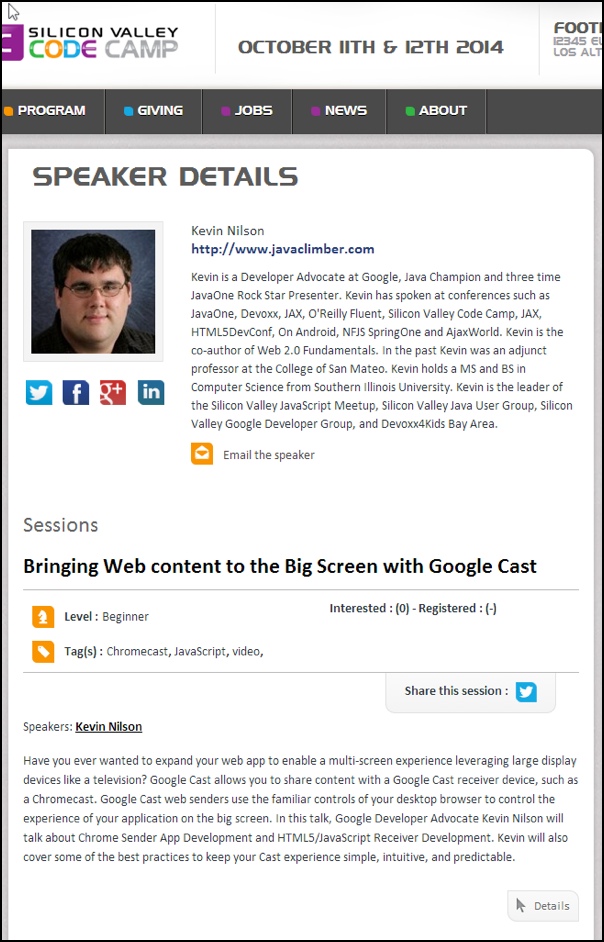 SILICON VALLEY
CODE CAMP
OCTOBER 11TH & 12TH 2014
12345
LOS
PROGRAM
GIVING
JOBS
NEWS
ABOUT
SPEAKER DETAILS
Kevin Nilson
http://www.javaclimber.com
Kevin is a Developer Advocate at Google, Java Champion and three time
JavaOne Rock Star Presenter. Kevin has spoken at conferences such as
JavaOne, Devoxx, JAX, O'Reilly Fluent, Silicon Valley Code Camp, JAX,
HTML5DevConf, On Android, NFJS SpringOne and AjaxWorld. Kevin is the
co-author of Web 2.0 Fundamentals. In the past Kevin was an adjunct
professor at the College of San Mateo. Kevin holds a MS and BS in
Computer Science from Southern Illinois University. Kevin is the leader of
the Silicon Valley JavaScript Meetup, Silicon Valley Java User Group, Silicon
Valley Google Developer Group, and Devoxx4Kids Bay Area.
Email the speaker
Sessions
Bringing Web content to the Big Screen with Google Cast
Level : Beginner
Interested : (0) - Registered : (-)
Tag(s) : Chromecast, JavaScript, video,
Share this session :
Speakers: Kevin Nilson
Have you ever wanted to expand your web app to enable a multi-screen experience leveraging large display
devices like a television? Google Cast allows you to share content with a Google Cast receiver device, such as
a Chromecast. Google Cast web senders use the familiar controls of your desktop browser to control the
experience of your application on the big screen. In this talk, Google Developer Advocate Kevin Nilson will
talk about Chrome Sender App Development and HTML5/JavaScript Receiver Development. Kevin will also
cover some of the best practices to keep your Cast experience simple, intuitive, and predictable.
Details